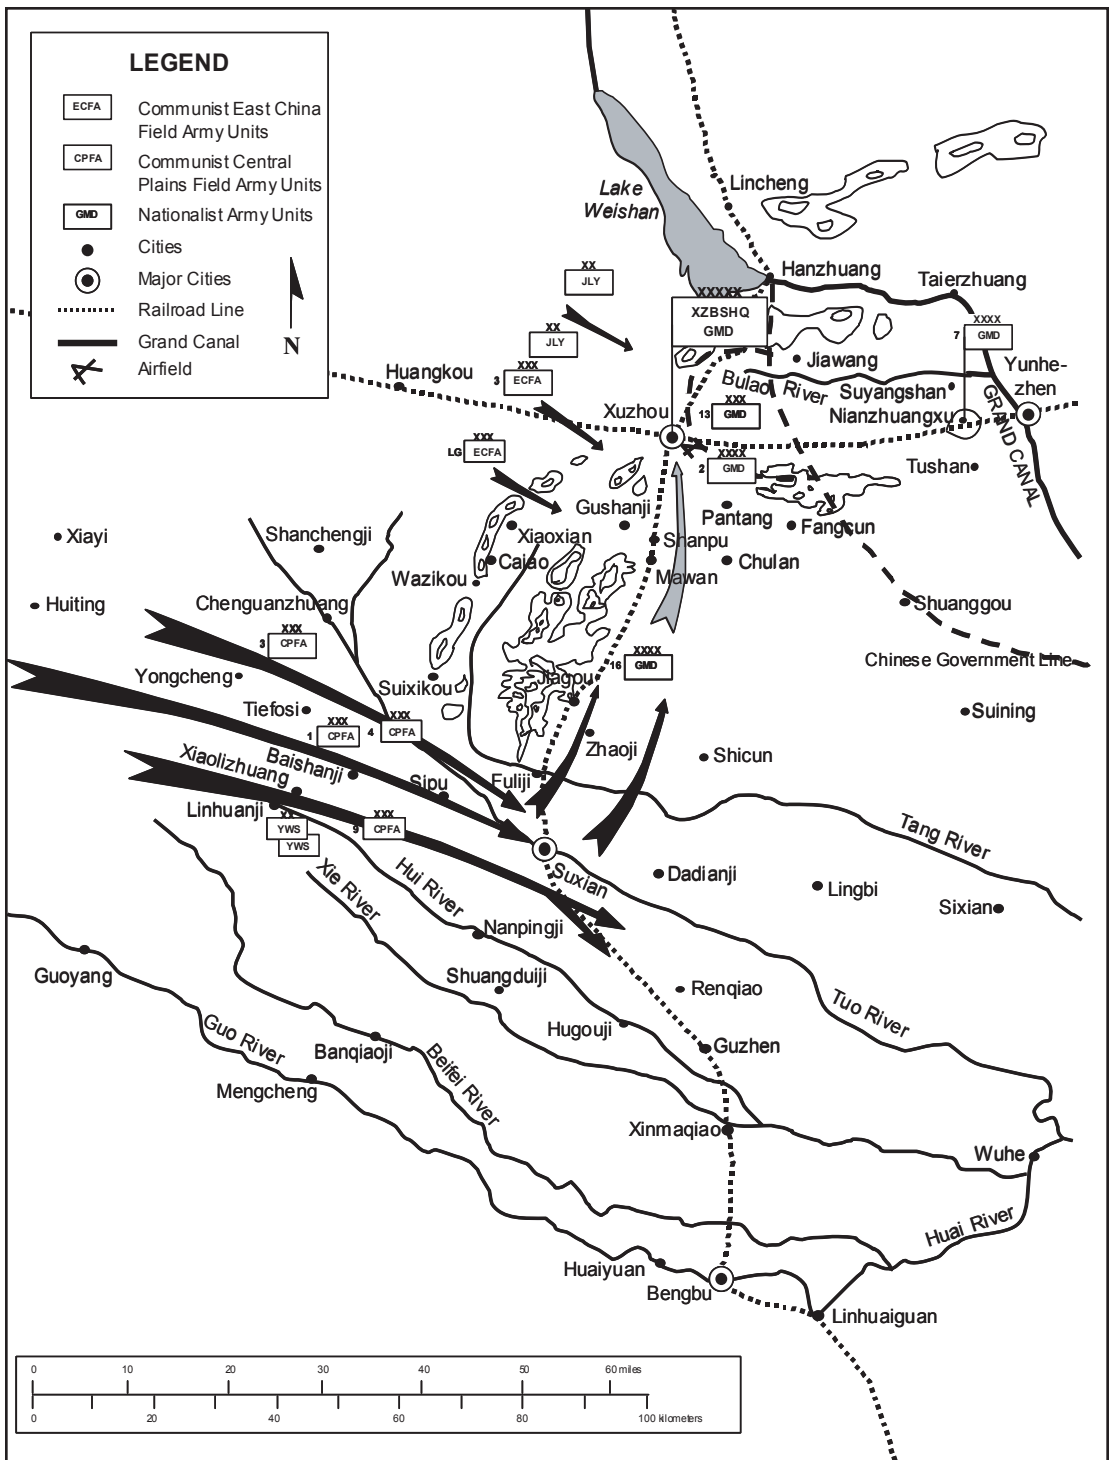 LEGEND
ECFA
Communist East China
Field Army Units
CPFA
Communist Central
Plains Field Army Units
GMD
Nationalist Army Units
Cities
Major Cities
Railroad Line
Grand Canal
Airfield
N
Lake
Weishan
Lincheng
Hanzhuang
Taierzhuang
XX
JLY
XXXXX
XZBSHQ
GMD
XXXX
7 GMD
XX
JLY
Jiawang
Yunhe-
zhen
XXX
3 ECFA
Huangkou
Bulao River
Suyangshan
Nianzhuangxu
GRAND CANAL
Xuzhou
XXX
13 GMD
XXX
LG ECFA
XXXX
2 GMD
Tushan
Gushanji
Pantang
Fangcun
Xiayi
Shanchengji
Xiaoxian
Shanpu
Caiao
Chulan
Wazikou
Mawan
Huiting
Chenguanzhuang
Shuanggou
XXX
3 CPFA
XXXX
16 GMD
Chinese Government Line
Yongcheng
Suixikou
Jiagou
Tiefosi
Suining
XXX
1 CPFA
XXX
4 CPFA
Zhaoji
Shicun
Xiaolizhuang
Baishanji
Sipu
Fuliji
Linhuanji
XX
YWS
YWS
XXX
9 CPFA
Tang River
Suxian
Xie River
Hui River
Dadianji
Lingbi
Sixian
Nanpingji
Guoyang
Shuangduiji
Renqiao
Tuo River
Guo River
Hugouji
Banqiaoji
Beifei River
Guzhen
Mengcheng
Xinmaqiao
Wuhe
Huai River
Huaiyuan
Bengbu
Linhuaiguan
0 10 20 30 40 50 60 miles
0 20 40 60 80 100 kilometers